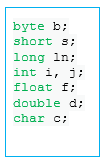 byte b;
short s;
long ln;
int i, j;
float f;
double d;
char c;